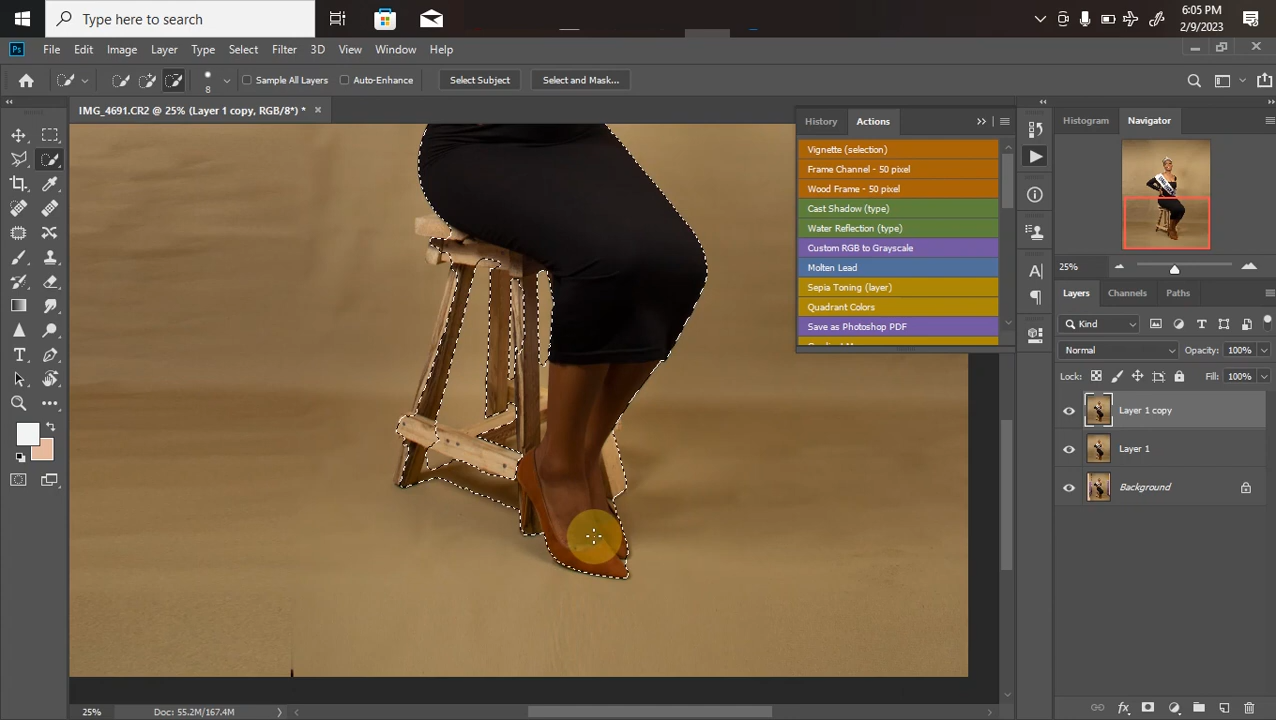 Type here to search
6:05 PM
2/9/2023
Ps
File Edit Image Layer Type Select Filter 3D View Window Help
8
Sample All Layers
Auto-Enhance
Select Subject
Select and Mask...
IMG_4691.CR2 @ 25% (Layer 1 copy, RGB/8*) *
History
Actions
Vignette (selection)
Frame Channel - 50 pixel
Wood Frame - 50 pixel
Cast Shadow (type)
Water Reflection (type)
Custom RGB to Grayscale
Molten Lead
Sepia Toning (layer)
Quadrant Colors
Save as Photoshop PDF
Histogram
Navigator
25%
Layers
Channels
Paths
Kind
Normal
Opacity: 100%
Lock:
Fill: 100%
Layer 1 copy
Layer 1
Background
25%
Doc: 55.2M/167.4M